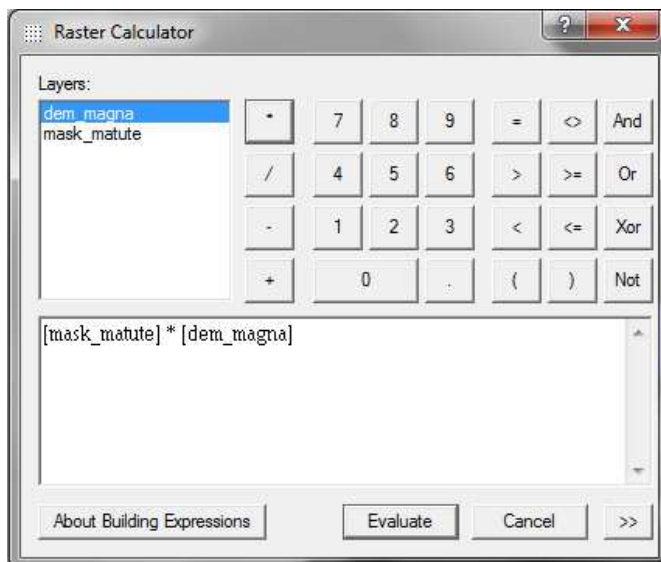 Raster Calculator
?
X
Layers:
dem_magna
mask_matute
* 7 8 9 = <> And
/ 4 5 6 > >= Or
- 1 2 3 < <= Xor
+ 0 . ( ) Not
[mask_matute] * [dem_magna]
About Building Expressions
Evaluate
Cancel
>>